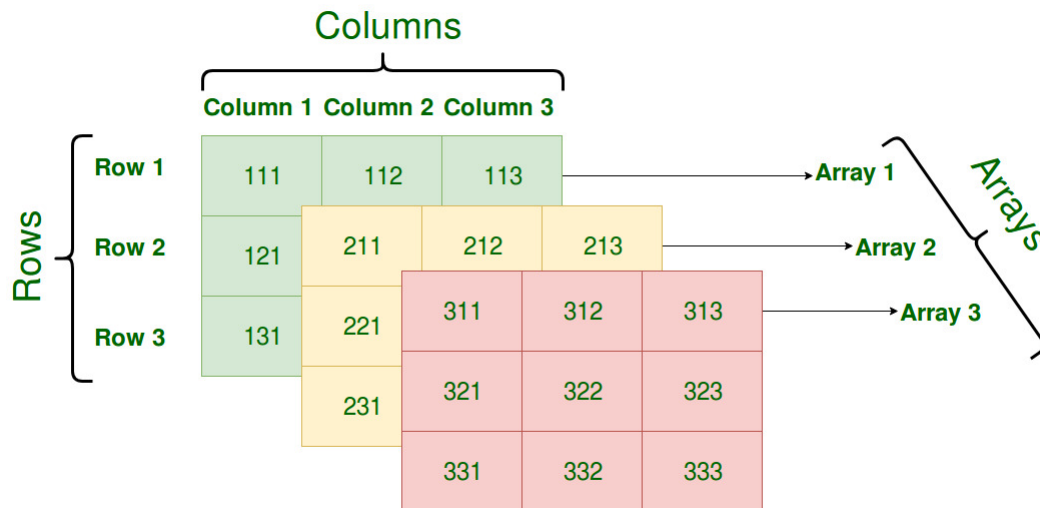 Columns
Column 1 Column 2 Column 3
Rows
Row 1
111 112 113
Array 1
Arrays
Row 2
121
211 212 213
Array 2
311 312 313
Array 3
Row 3
131
221
321 322 323
231
331 332 333